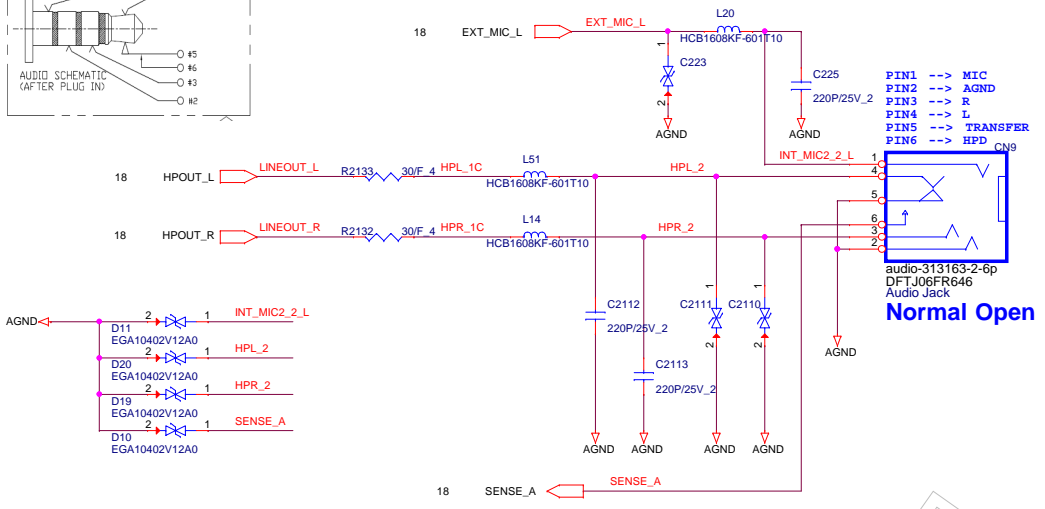 #5
#6
#3
#2
AUDIO SCHEMATIC
(AFTER PLUG IN)
18 EXT_MIC_L EXT_MIC_L
L20
HCB1608KF-601T10
1
C223
2
AGND
C225
220P/25V_2
AGND
PIN1 --> MIC
PIN2 --> AGND
PIN3 --> R
PIN4 --> L
PIN5 --> TRANSFER
PIN6 --> HPD
CN9
INT_MIC2_2_L
1
4
5
6
3
2
audio-313163-2-6p
DFTJ06FR646
Audio Jack
Normal Open
18 HPOUT_L LINEOUT_L R2133 30/F_4 HPL_1C
L51
HCB1608KF-601T10
HPL_2
18 HPOUT_R LINEOUT_R R2132 30/F_4 HPR_1C
L14
HCB1608KF-601T10
HPR_2
C2112
220P/25V_2
AGND
C2113
220P/25V_2
AGND
1
C2111
2
AGND
1
C2110
2
AGND
AGND
AGND
2 1 INT_MIC2_2_L
D11
EGA10402V12A0
2 1 HPL_2
D20
EGA10402V12A0
2 1 HPR_2
D19
EGA10402V12A0
2 1 SENSE_A
D10
EGA10402V12A0
18 SENSE_A SENSE_A